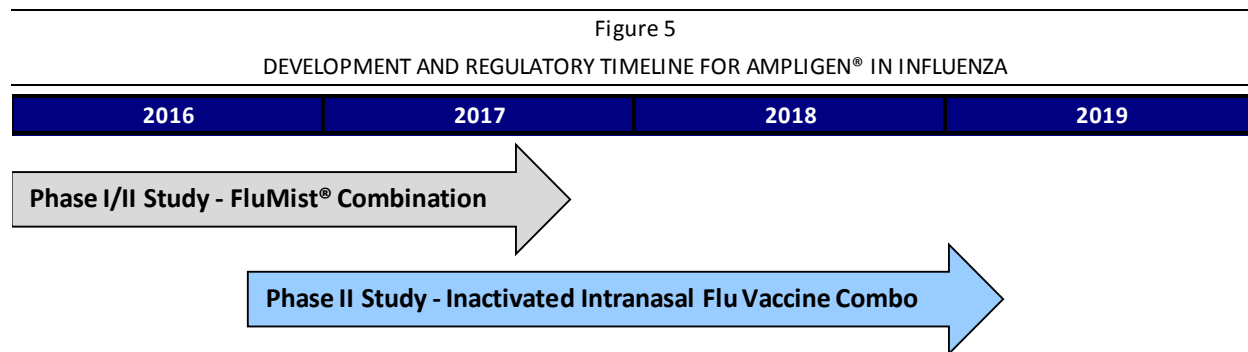 Figure 5
DEVELOPMENT AND REGULATORY TIMELINE FOR AMPLIGEN® IN INFLUENZA
2016 2017 2018 2019
Phase I/II Study - FluMist® Combination
Phase II Study - Inactivated Intranasal Flu Vaccine Combo